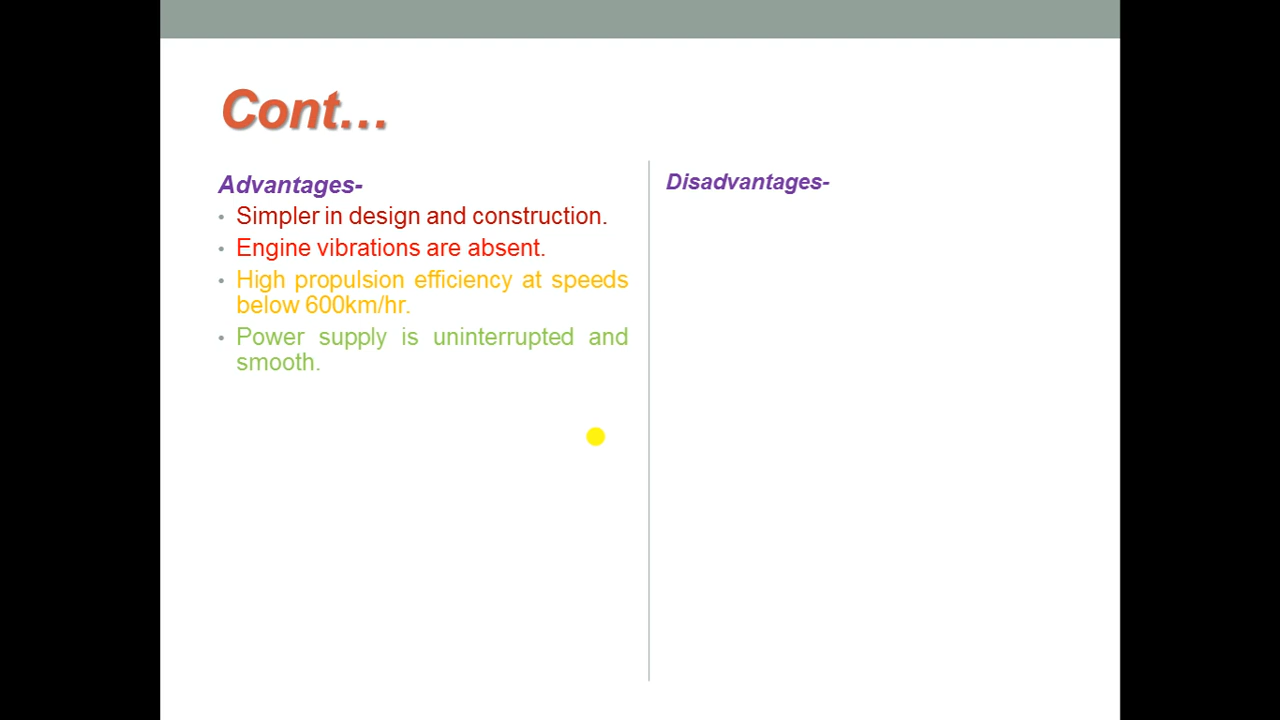 Cont…
Advantages-
• Simpler in design and construction.
• Engine vibrations are absent.
• High propulsion efficiency at speeds
below 600km/hr.
• Power supply is uninterrupted and
smooth.
Disadvantages-